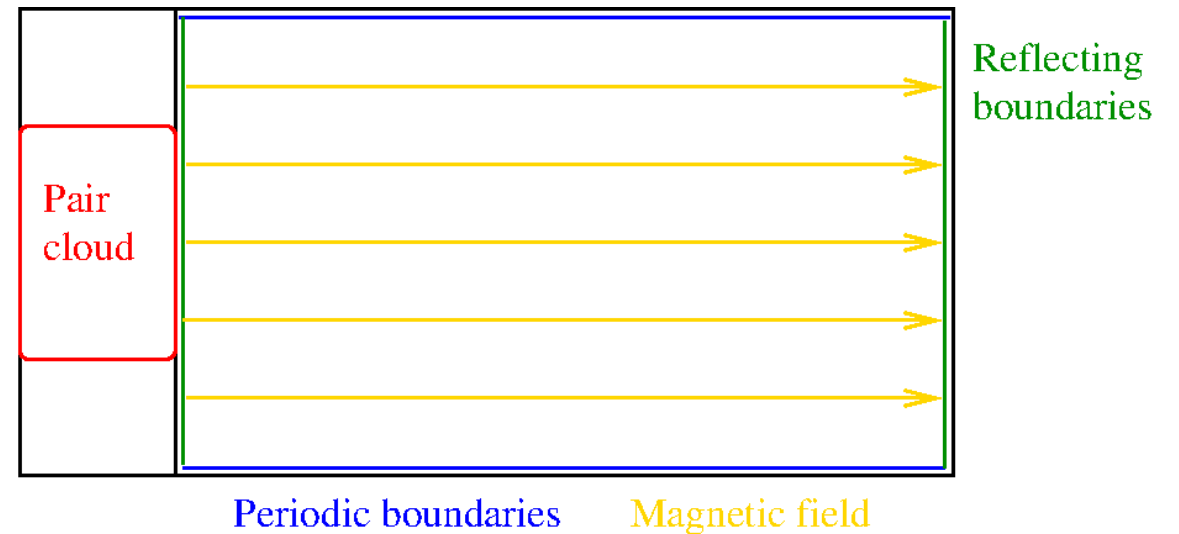 Reflecting
boundaries
Pair
cloud
Periodic boundaries
Magnetic field